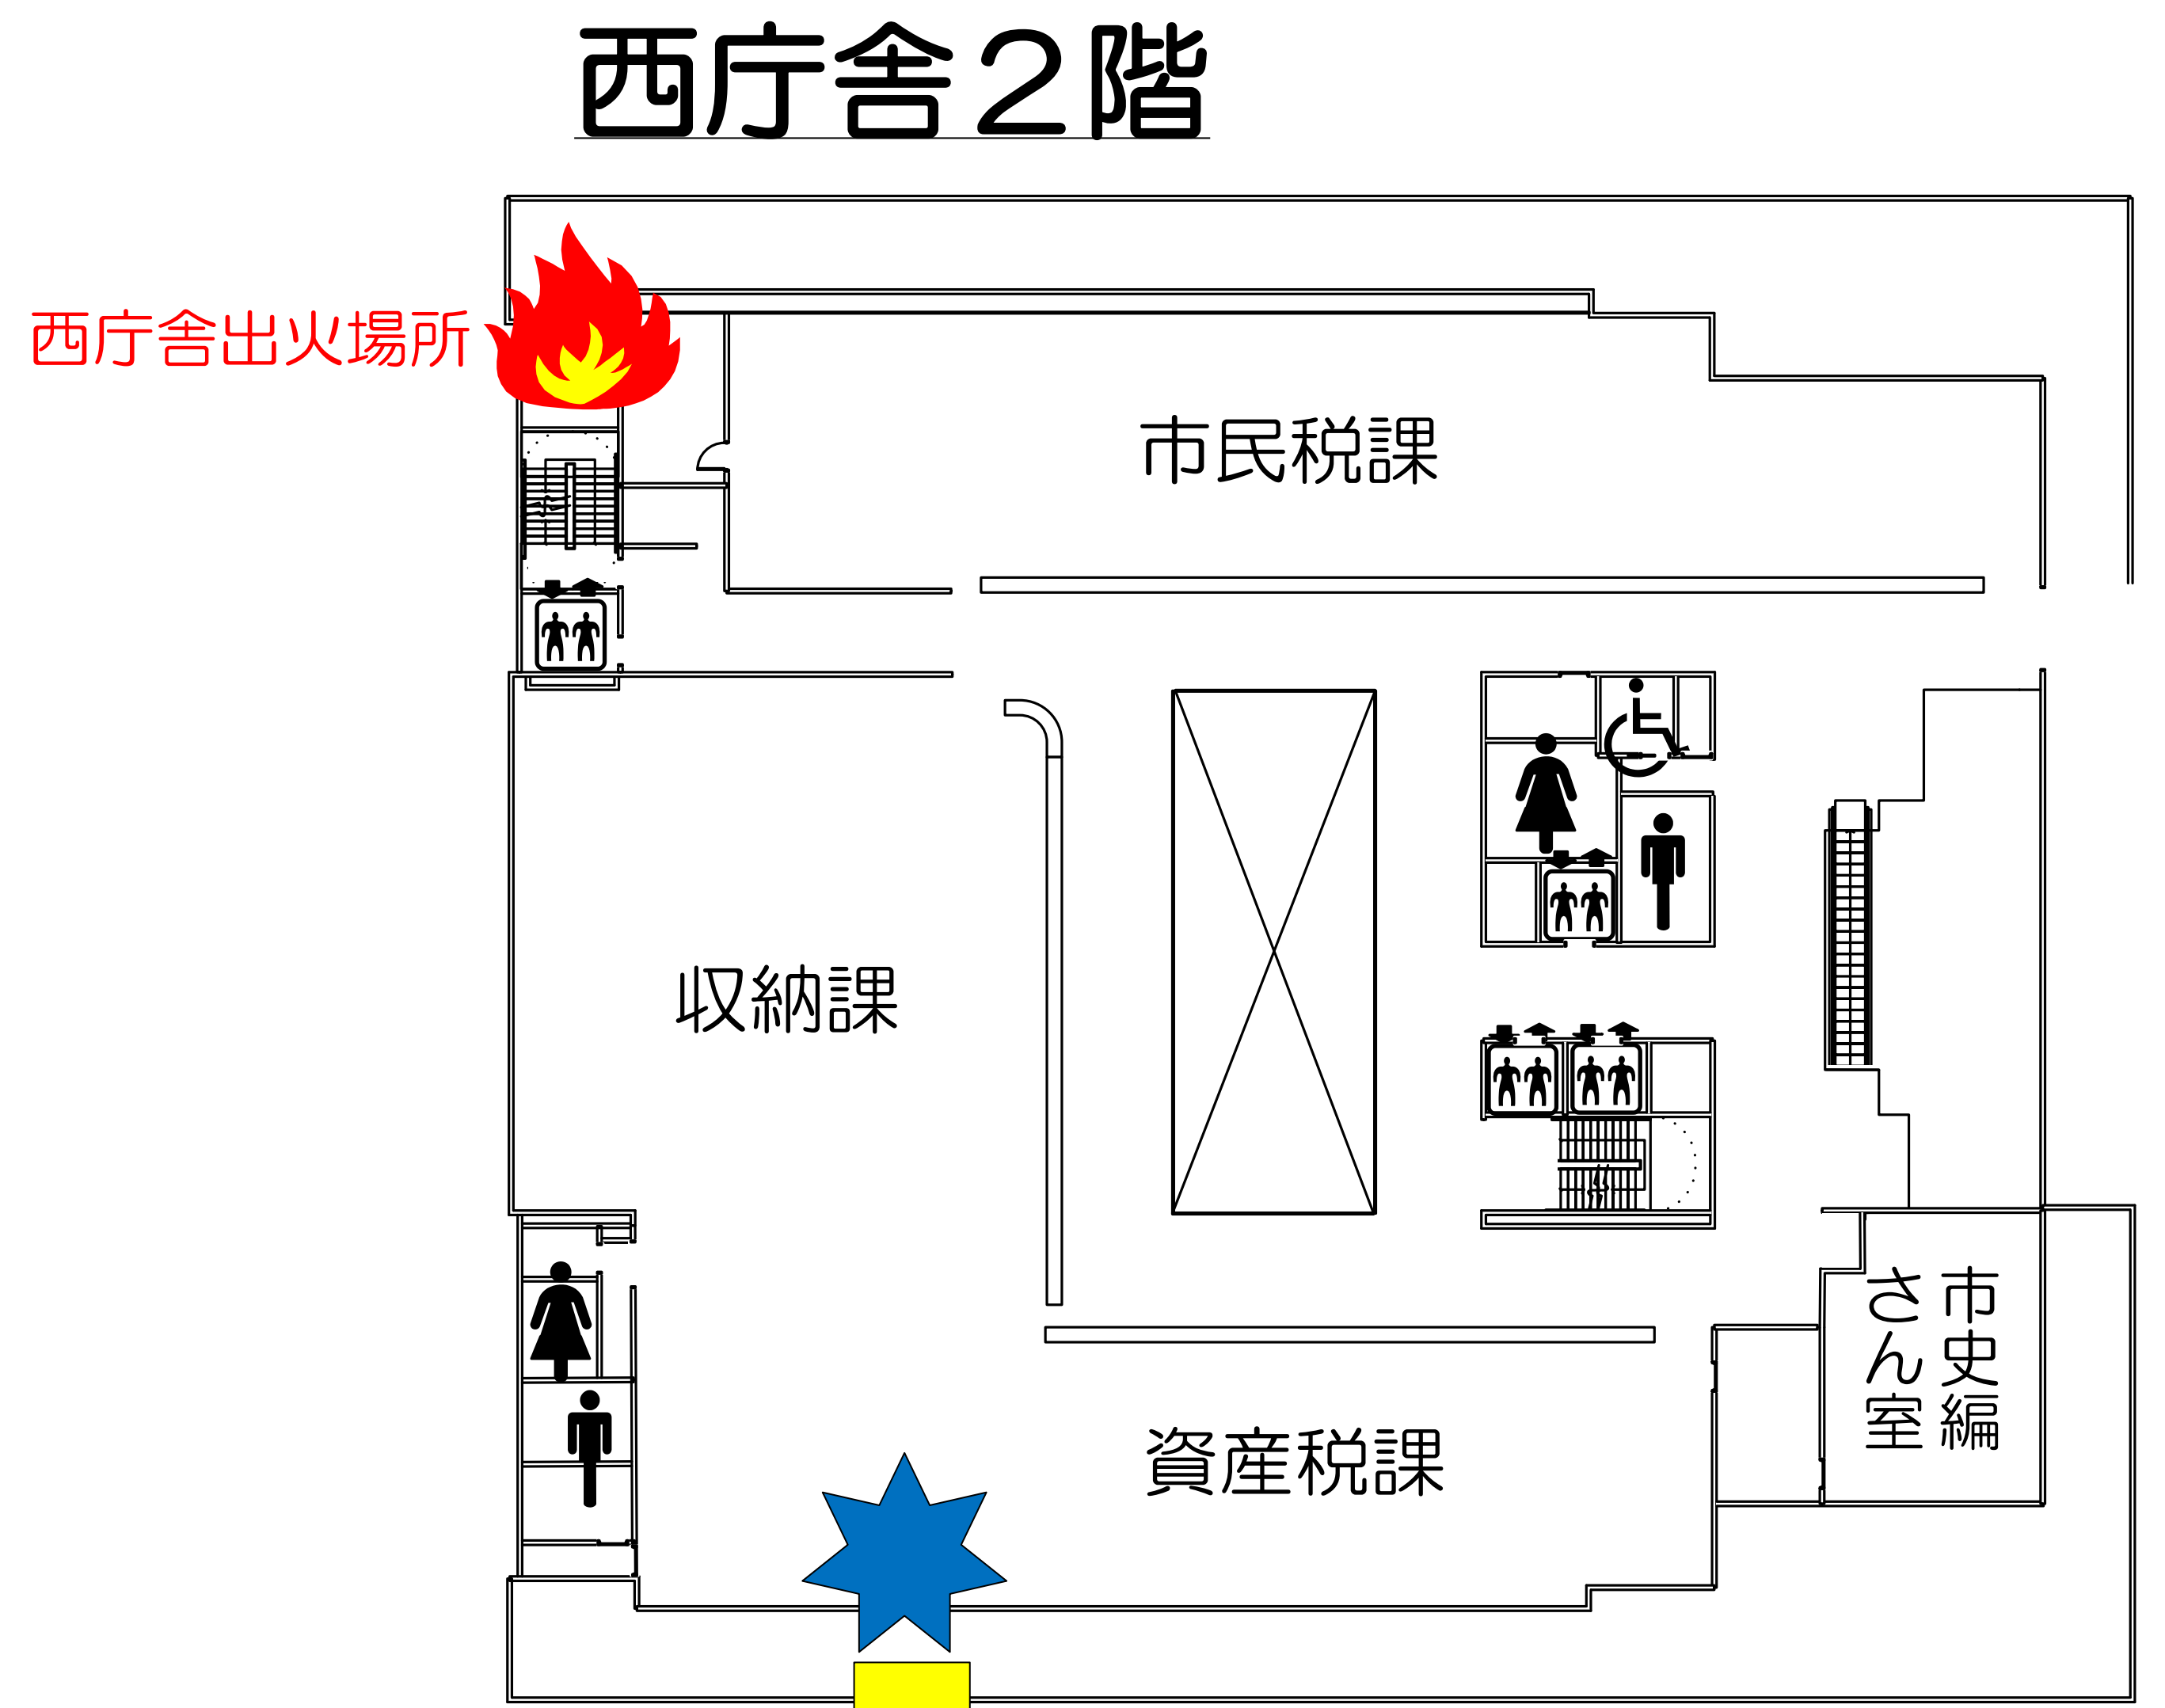 西庁舎２階
西庁舎出火場所
市民税課
収納課
資産税課
市史編
さん室